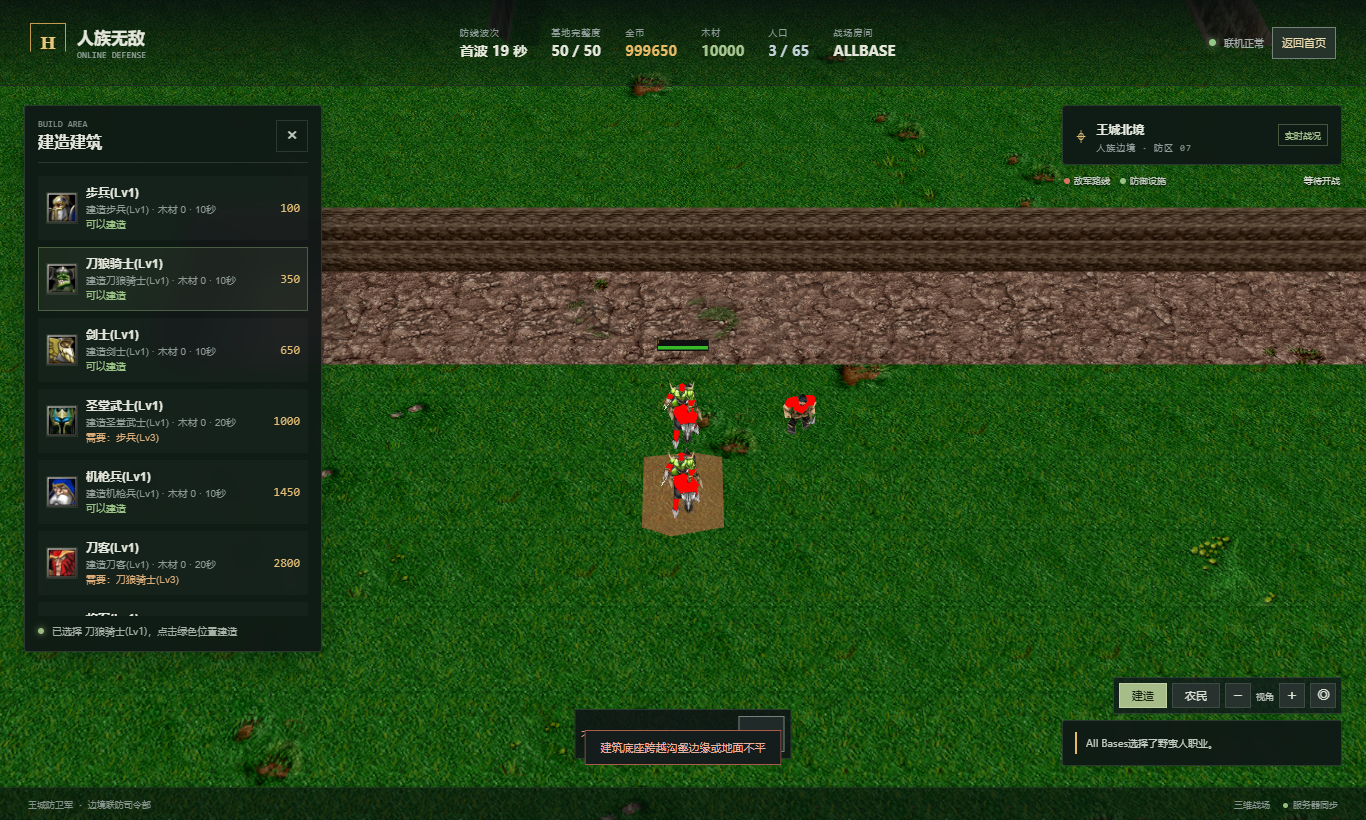 H
人族无敌
ONLINE DEFENSE
防线波次
首波 19 秒
基地完整度
50 / 50
金币
999650
木材
10000
人口
3 / 65
战场房间
ALLBASE
联机正常
返回首页
BUILD AREA
建造建筑
×
步兵(Lv1)
建造步兵(Lv1) · 木材 0 · 10秒
可以建造
100
刀狼骑士(Lv1)
建造刀狼骑士(Lv1) · 木材 0 · 10秒
可以建造
350
剑士(Lv1)
建造剑士(Lv1) · 木材 0 · 10秒
可以建造
650
圣堂武士(Lv1)
建造圣堂武士(Lv1) · 木材 0 · 20秒
需要：步兵(Lv3)
1000
机枪兵(Lv1)
建造机枪兵(Lv1) · 木材 0 · 10秒
可以建造
1450
刀客(Lv1)
建造刀客(Lv1) · 木材 0 · 20秒
需要：刀狼骑士(Lv3)
2800
已选择 刀狼骑士(Lv1)，点击绿色位置建造
王城北境
人族边境 · 防区 07
实时战况
敌军路线
防御设施
等待开战
建造
农民
−
视角
+
All Bases选择了野蛮人职业。
建筑底座跨越沟壑边缘或地面不平
王城防卫军 · 边境联防司令部
三维战场
服务器同步